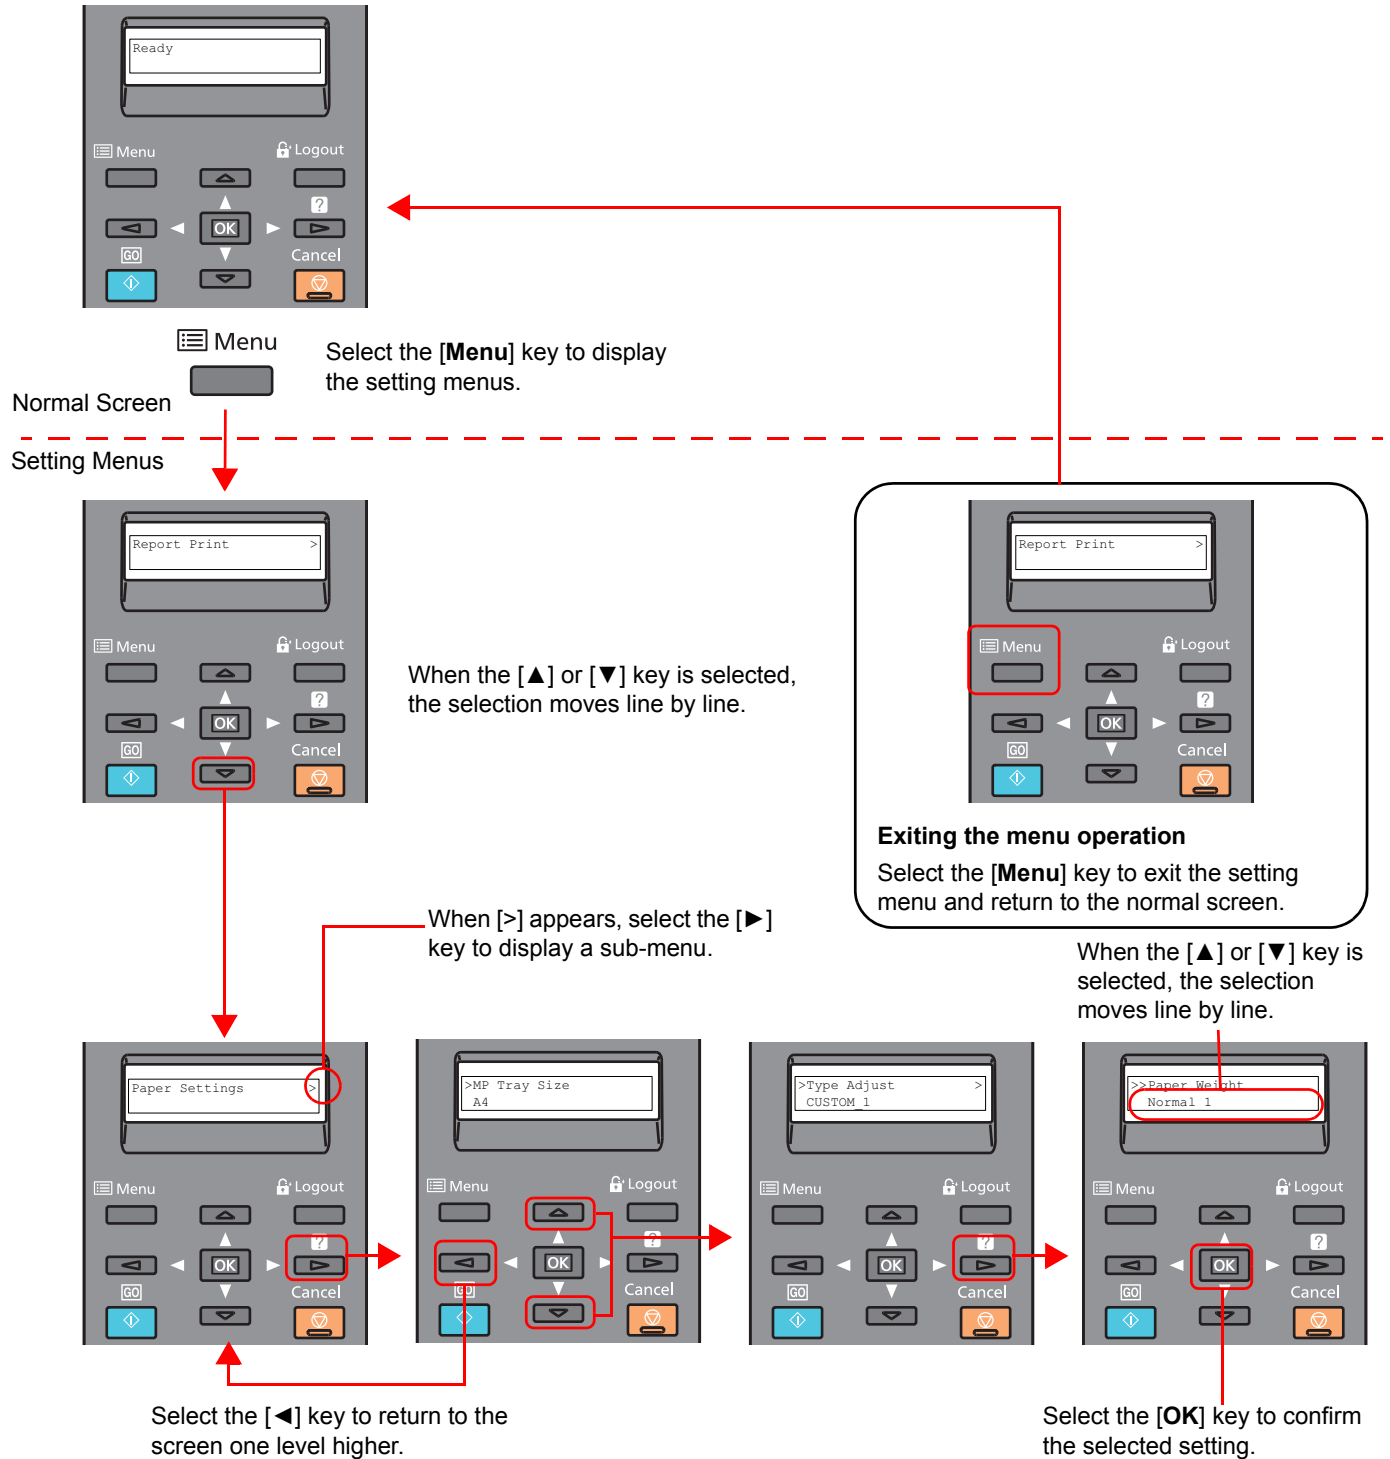 Ready
Menu
Logout
?
OK
GO
Cancel
Menu
Select the [Menu] key to display
the setting menus.
Normal Screen
Setting Menus
Report Print >
Menu
Logout
?
OK
GO
Cancel
When the [▲] or [▼] key is selected,
the selection moves line by line.
Report Print >
Menu
Logout
?
OK
GO
Cancel
Exiting the menu operation
Select the [Menu] key to exit the setting
menu and return to the normal screen.
When [>] appears, select the [►]
key to display a sub-menu.
When the [▲] or [▼] key is
selected, the selection
moves line by line.
Paper Settings >
Menu
Logout
?
OK
GO
Cancel
>MP Tray Size
A4
Menu
Logout
?
OK
GO
Cancel
>Type Adjust >
CUSTOM_1
Menu
Logout
?
OK
GO
Cancel
>>Paper Weight
Normal 1
Menu
Logout
?
OK
GO
Cancel
Select the [◄] key to return to the
screen one level higher.
Select the [OK] key to confirm
the selected setting.